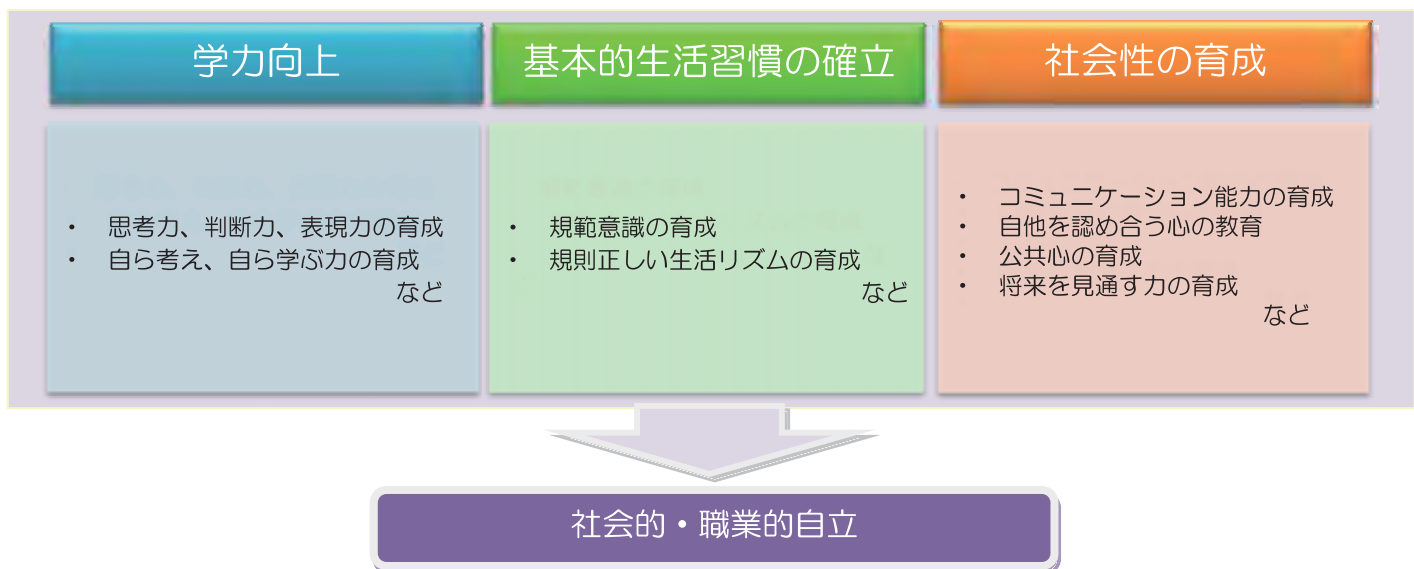 学力向上
・ 思考力、判断力、表現力の育成
・ 自ら考え、自ら学ぶ力の育成
など
基本的生活習慣の確立
・ 規範意識の育成
・ 規則正しい生活リズムの育成
など
社会性の育成
・ コミュニケーション能力の育成
・ 自他を認め合う心の教育
・ 公共心の育成
・ 将来を見通す力の育成
など
社会的・職業的自立